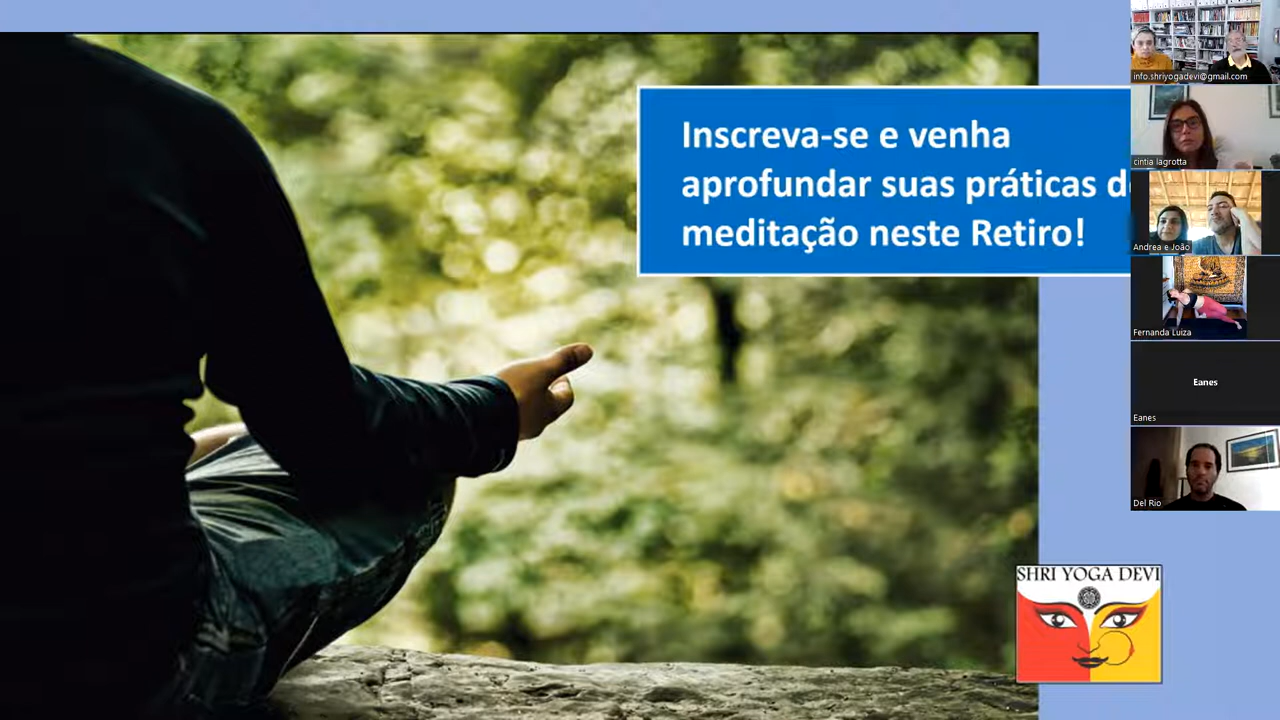 Inscreva-se e venha
aprofundar suas práticas
meditação neste Retiro!
SHRI YOGA DEVI
info.shriyogadevi@gmail.com
cintia lagrotta
Andrea e João
Fernanda Luiza
Eanes
Eanes
Del Rio